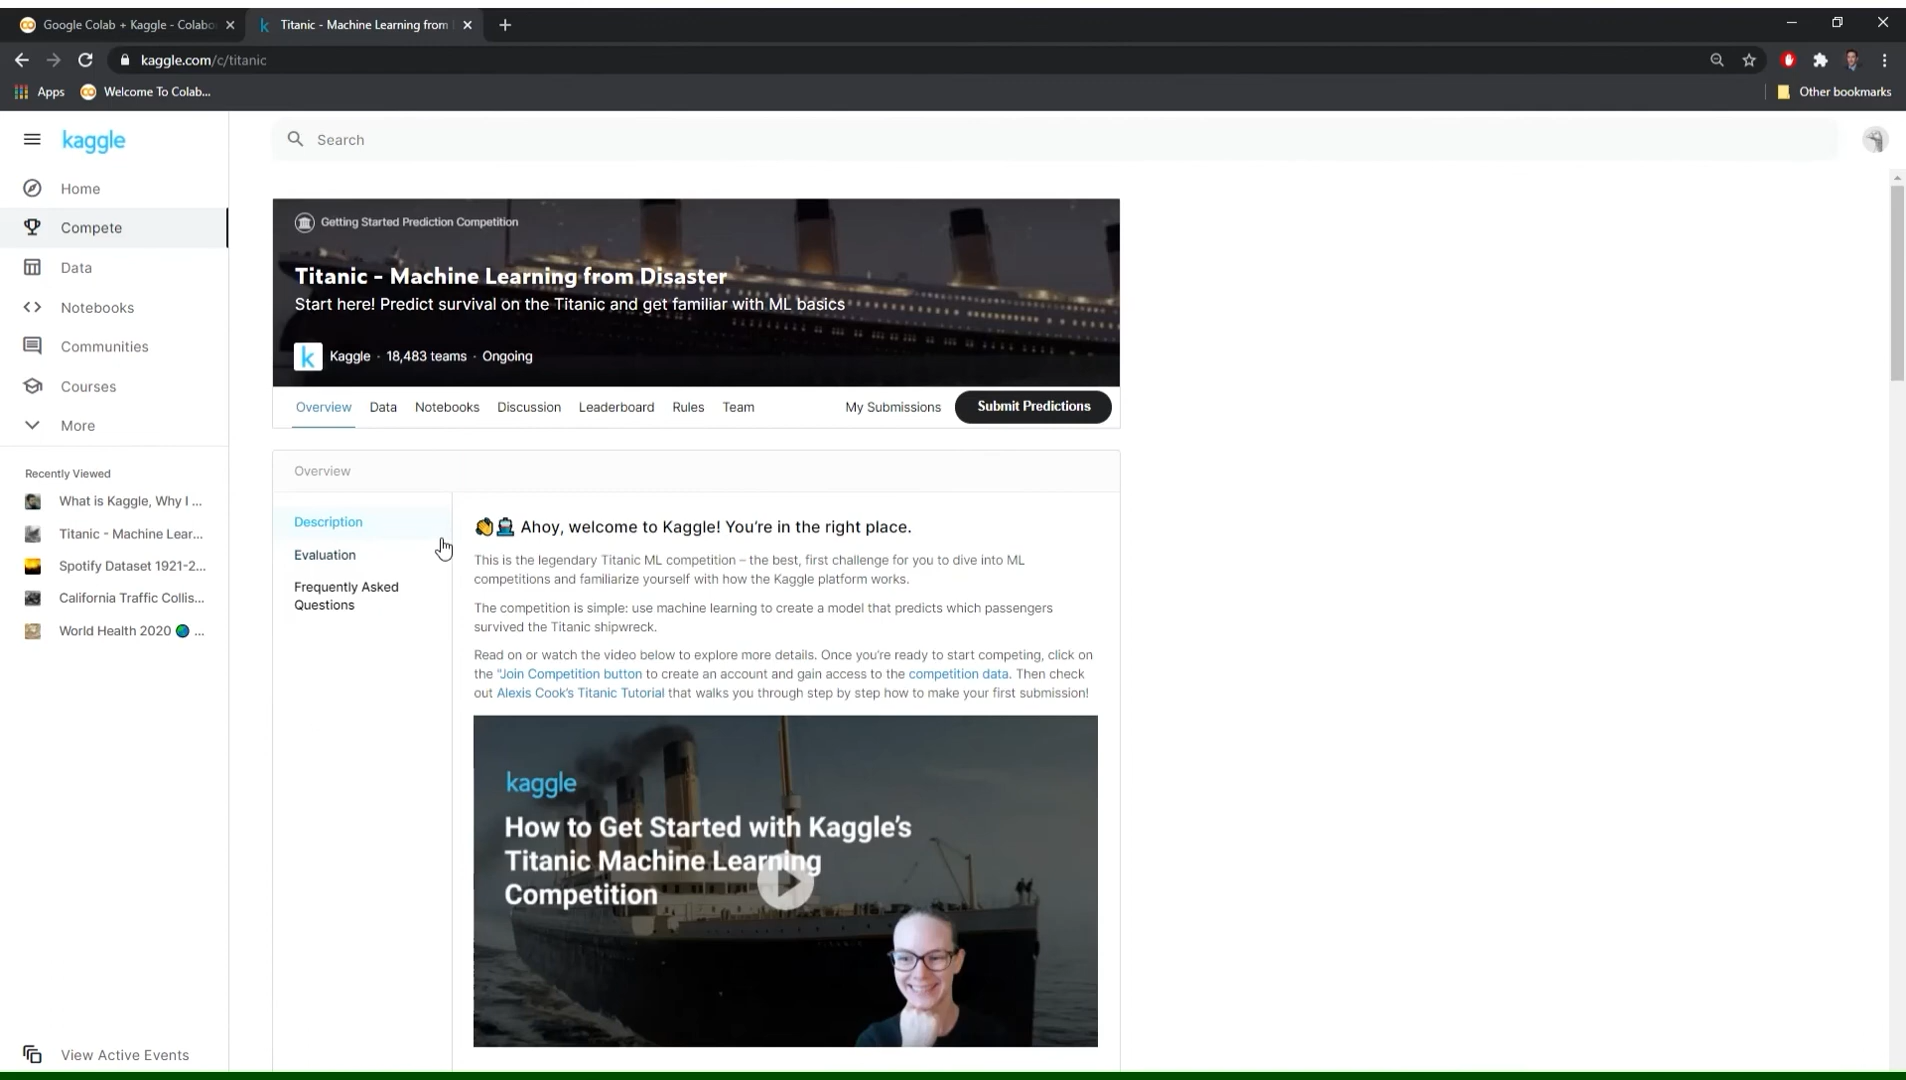 Google Colab + Kaggle - Colabo
Titanic - Machine Learning from
kaggle.com/c/titanic
Apps
Welcome To Colab...
Other bookmarks
kaggle
Search
Home
Compete
Data
Notebooks
Communities
Courses
More
Recently Viewed
What is Kaggle, Why I ...
Titanic - Machine Lear...
Spotify Dataset 1921-2...
California Traffic Collis...
World Health 2020 🌏 ...
View Active Events
Getting Started Prediction Competition
Titanic - Machine Learning from Disaster
Start here! Predict survival on the Titanic and get familiar with ML basics
k Kaggle · 18,483 teams · Ongoing
Overview Data Notebooks Discussion Leaderboard Rules Team My Submissions Submit Predictions
Overview
Description
Evaluation
Frequently Asked
Questions
👋🛳️ Ahoy, welcome to Kaggle! You’re in the right place.
This is the legendary Titanic ML competition – the best, first challenge for you to dive into ML
competitions and familiarize yourself with how the Kaggle platform works.
The competition is simple: use machine learning to create a model that predicts which passengers
survived the Titanic shipwreck.
Read on or watch the video below to explore more details. Once you’re ready to start competing, click on
the "Join Competition button to create an account and gain access to the competition data. Then check
out Alexis Cook’s Titanic Tutorial that walks you through step by step how to make your first submission!
kaggle
How to Get Started with Kaggle’s
Titanic Machine Learning
Competition